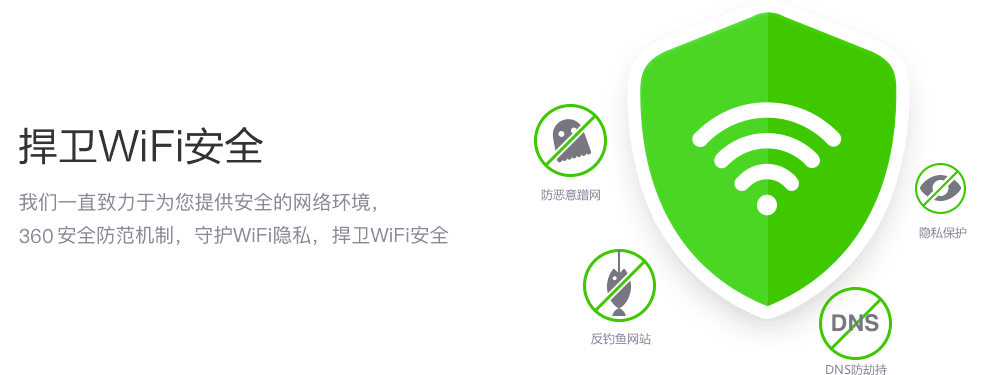 捍卫WiFi安全
我们一直致力于为您提供安全的网络环境，
360安全防范机制，守护WiFi隐私，捍卫WiFi安全
防恶意蹭网
隐私保护
反钓鱼网站
DNS
DNS防劫持